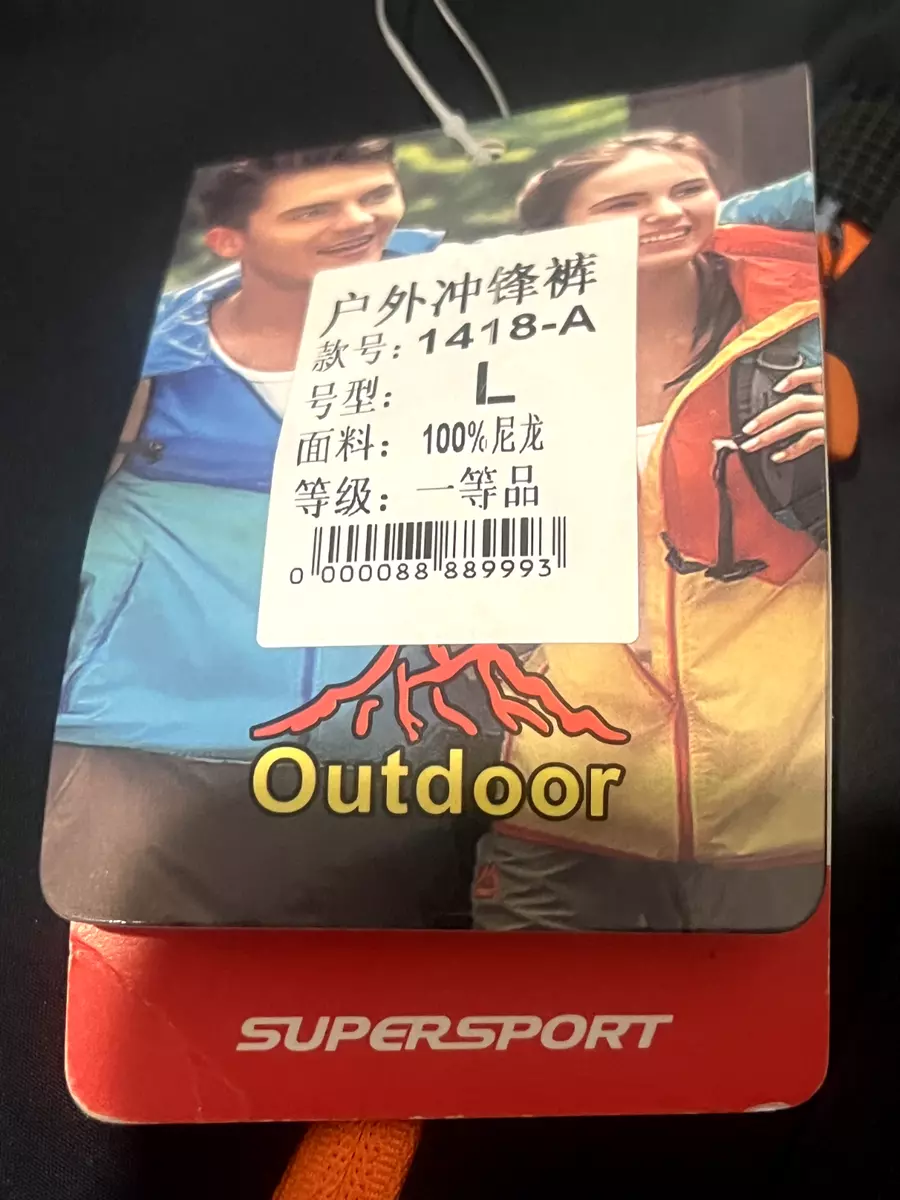 户外冲锋裤
款号：1418-A
号型： L
面料：100%尼龙
等级：一等品
0 000088 889993
Outdoor
SUPERSPORT